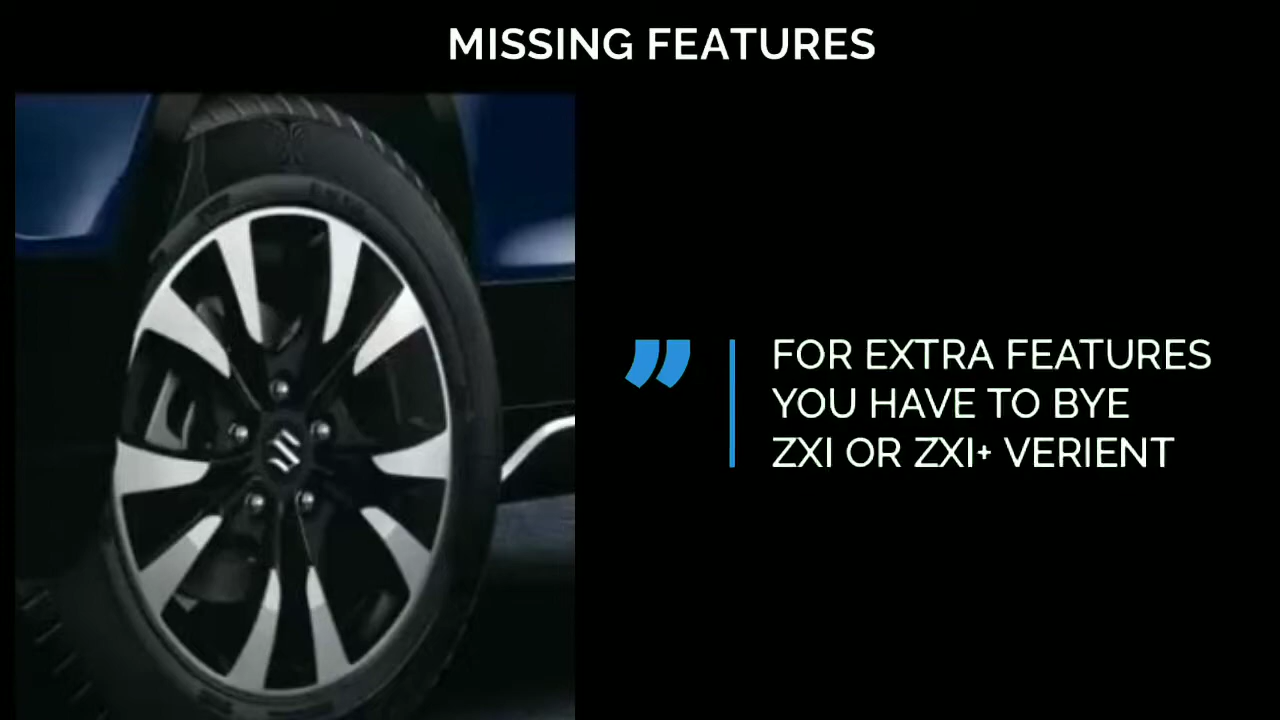 MISSING FEATURES
FOR EXTRA FEATURES
YOU HAVE TO BYE
ZXI OR ZXI+ VERIENT